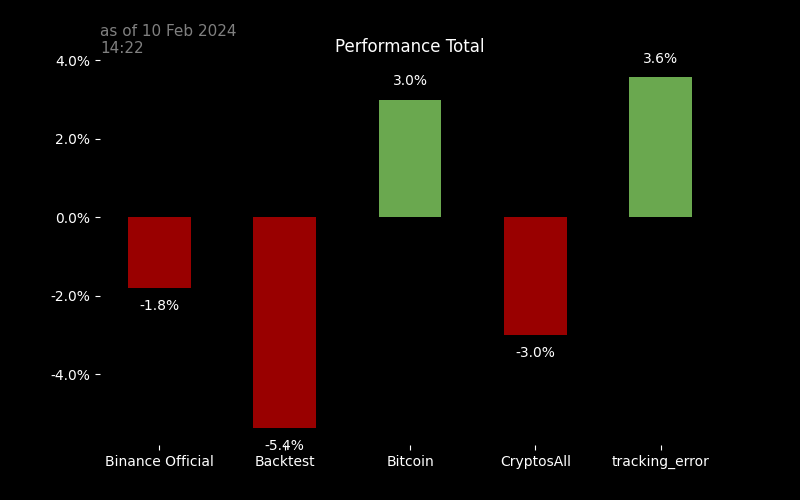 as of 10 Feb 2024
14:22
Performance Total
4.0%
2.0%
0.0%
-2.0%
-4.0%
-1.8%
-5.4%
3.0%
-3.0%
3.6%
Binance Official
Backtest
Bitcoin
CryptosAll
tracking_error